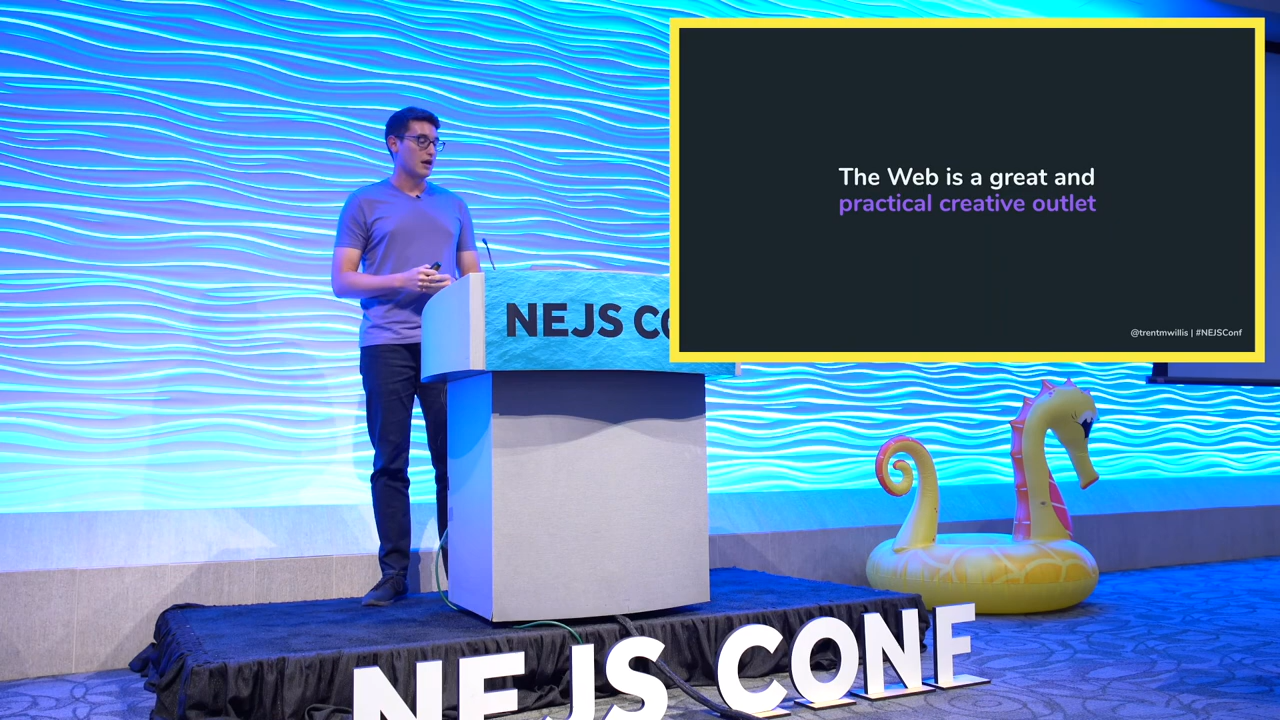 The Web is a great and
practical creative outlet
@trentmwillis | #NEJSConf
NEJS CO
NEJS CONF